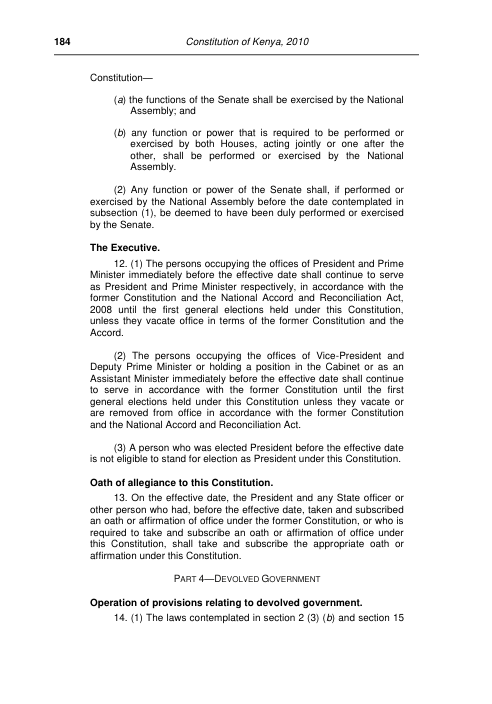 184 Constitution of Kenya, 2010
Constitution—
(a) the functions of the Senate shall be exercised by the National
Assembly; and
(b) any function or power that is required to be performed or
exercised by both Houses, acting jointly or one after the
other, shall be performed or exercised by the National
Assembly.
(2) Any function or power of the Senate shall, if performed or
exercised by the National Assembly before the date contemplated in
subsection (1), be deemed to have been duly performed or exercised
by the Senate.
The Executive.
12. (1) The persons occupying the offices of President and Prime
Minister immediately before the effective date shall continue to serve
as President and Prime Minister respectively, in accordance with the
former Constitution and the National Accord and Reconciliation Act,
2008 until the first general elections held under this Constitution,
unless they vacate office in terms of the former Constitution and the
Accord.
(2) The persons occupying the offices of Vice-President and
Deputy Prime Minister or holding a position in the Cabinet or as an
Assistant Minister immediately before the effective date shall continue
to serve in accordance with the former Constitution until the first
general elections held under this Constitution unless they vacate or
are removed from office in accordance with the former Constitution
and the National Accord and Reconciliation Act.
(3) A person who was elected President before the effective date
is not eligible to stand for election as President under this Constitution.
Oath of allegiance to this Constitution.
13. On the effective date, the President and any State officer or
other person who had, before the effective date, taken and subscribed
an oath or affirmation of office under the former Constitution, or who is
required to take and subscribe an oath or affirmation of office under
this Constitution, shall take and subscribe the appropriate oath or
affirmation under this Constitution.
PART 4—DEVOLVED GOVERNMENT
Operation of provisions relating to devolved government.
14. (1) The laws contemplated in section 2 (3) (b) and section 15